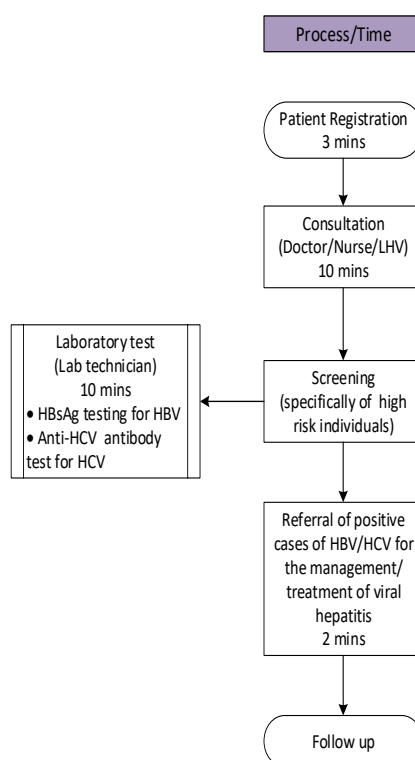 Process/Time
Patient Registration
3 mins
Consultation
(Doctor/Nurse/LHV)
10 mins
Laboratory test
(Lab technician)
10 mins
• HBsAg testing for HBV
• Anti-HCV antibody
test for HCV
Screening
(specifically of high
risk individuals)
Referral of positive
cases of HBV/HCV for
the management/
treatment of viral
hepatitis
2 mins
Follow up